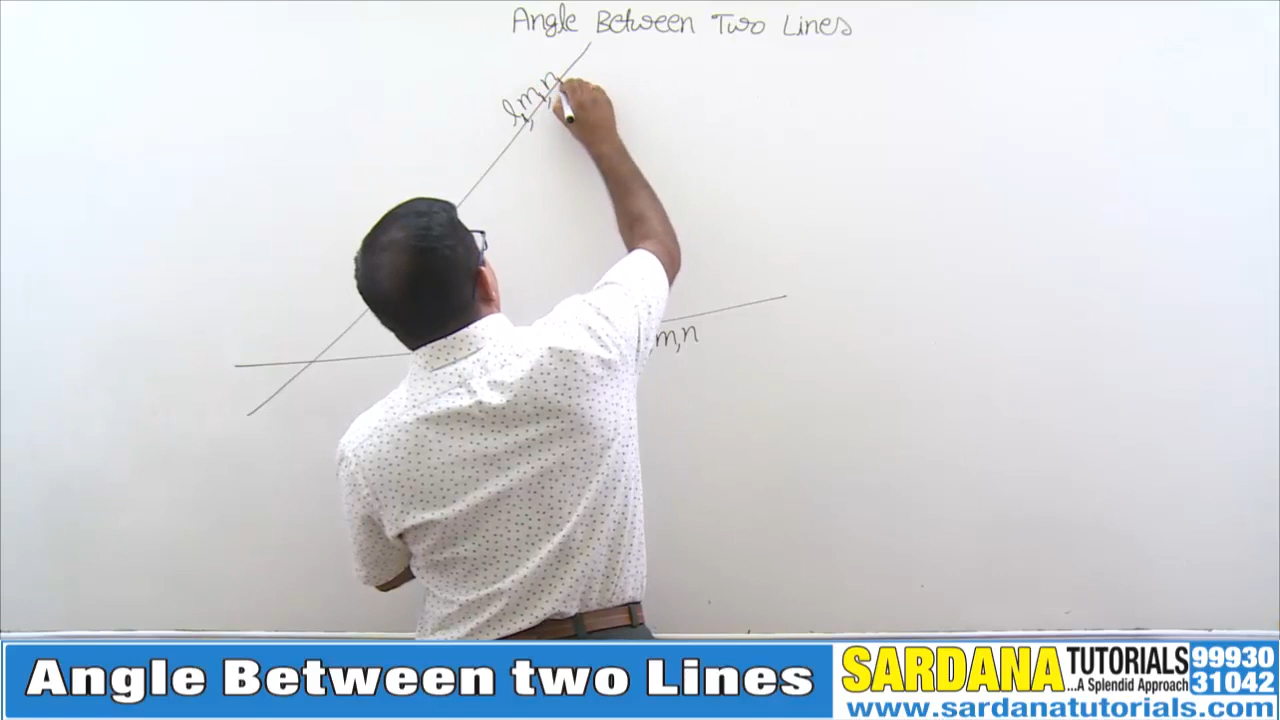 Angle Between Two Lines
l, m, n
m, n
Angle Between two Lines
SARDANA TUTORIALS 99930
...A Splendid Approach 31042
www.sardanatutorials.com